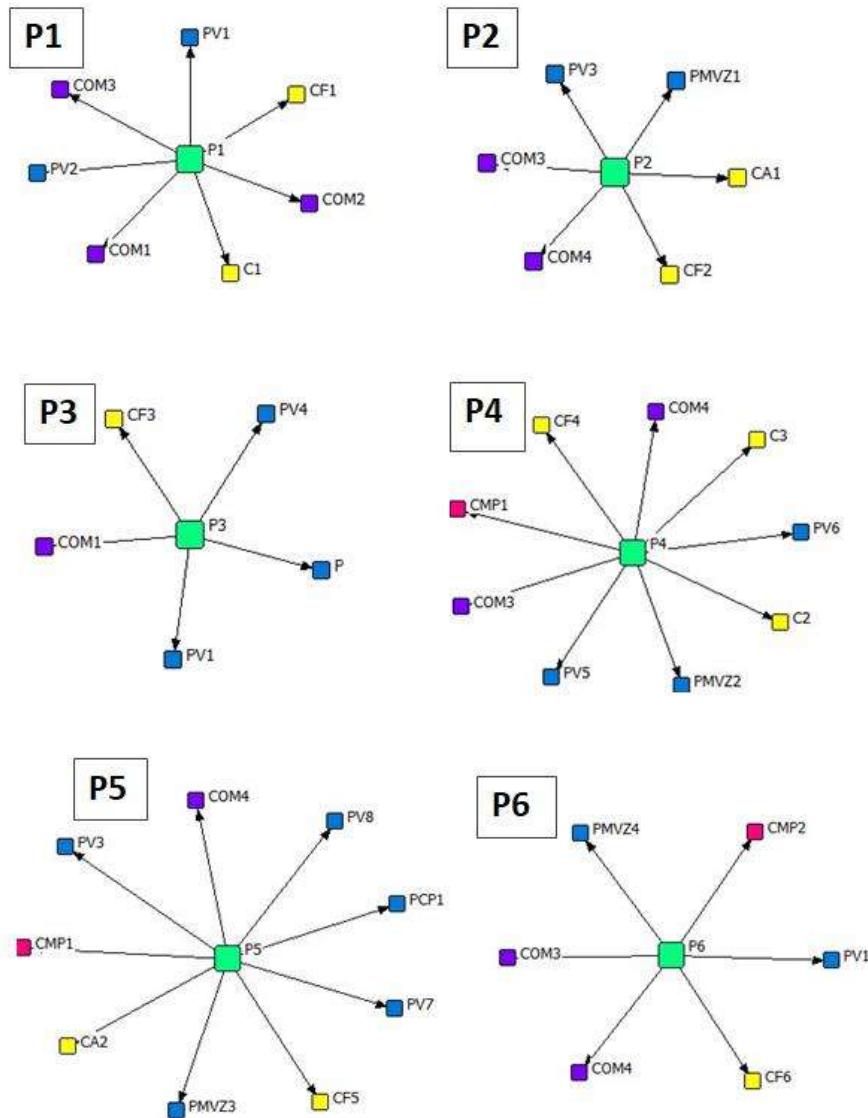 P1
PV1
COM3
CF1
P1
PV2
COM2
COM1
C1
P2
PV3
PMVZ1
COM3
P2
CA1
COM4
CF2
P3
CF3
PV4
P3
COM1
P
PV1
P4
CF4
COM4
C3
CMP1
PV6
P4
COM3
C2
PV5
PMVZ2
P5
COM4
PV8
PV3
PCP1
CMP1
P5
PV7
CA2
CF5
PMVZ3
P6
PMVZ4
CMP2
P6
COM3
PV1
COM4
CF6